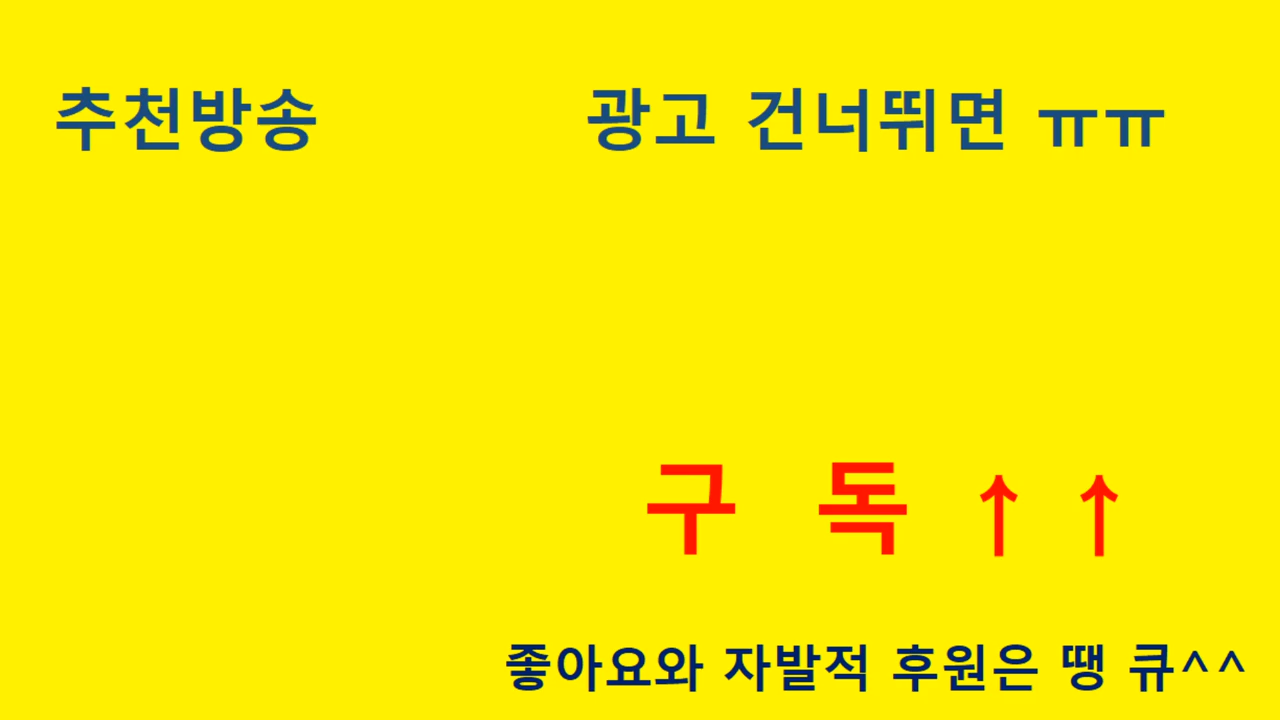 추천방송
광고 건너뛰면 ㅠㅠ
구 독 ↑ ↑
좋아요와 자발적 후원은 땡 큐^^